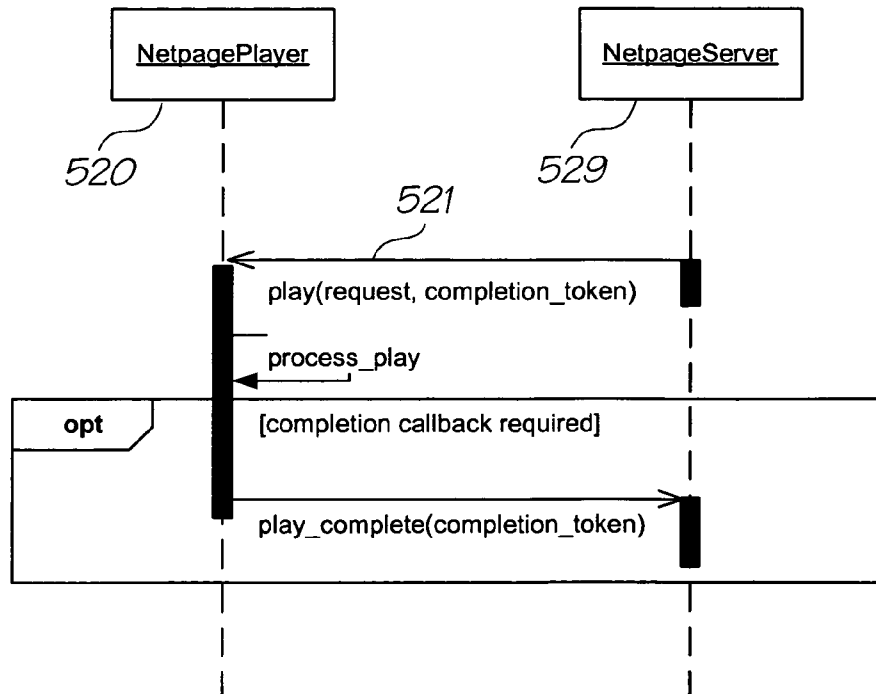 NetpagePlayer
NetpageServer
520
529
521
play(request, completion_token)
process_play
opt
[completion callback required]
play_complete(completion_token)